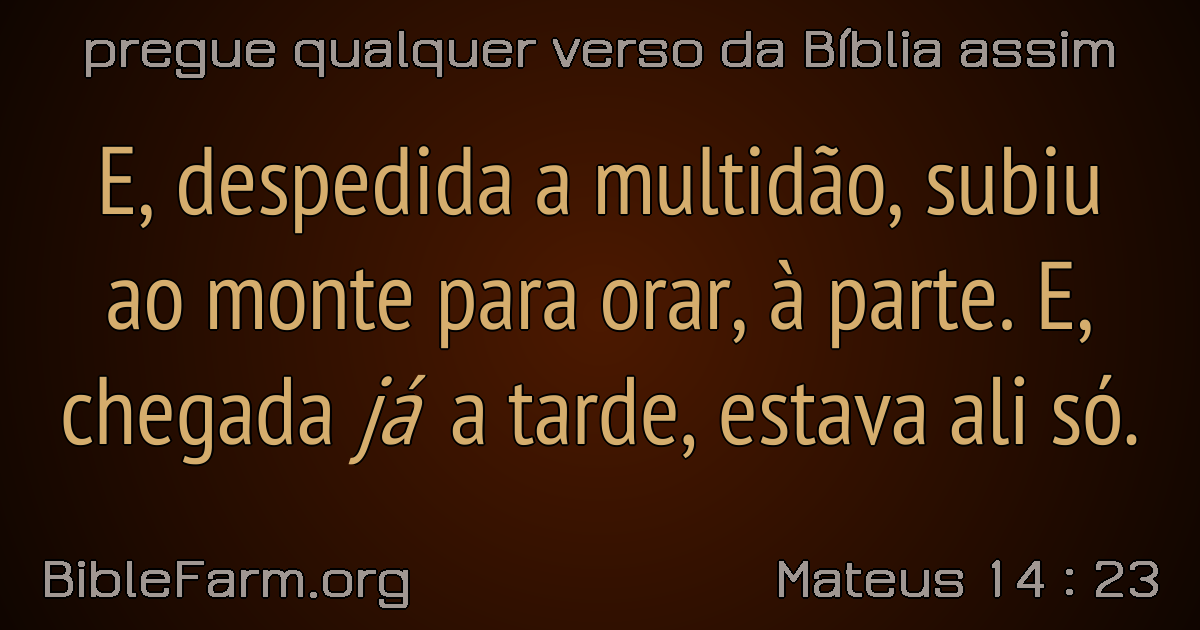 pregue qualquer verso da Bíblia assim
E, despedida a multidão, subiu
ao monte para orar, à parte. E,
chegada já a tarde, estava ali só.
BibleFarm.org
Mateus 14 : 23